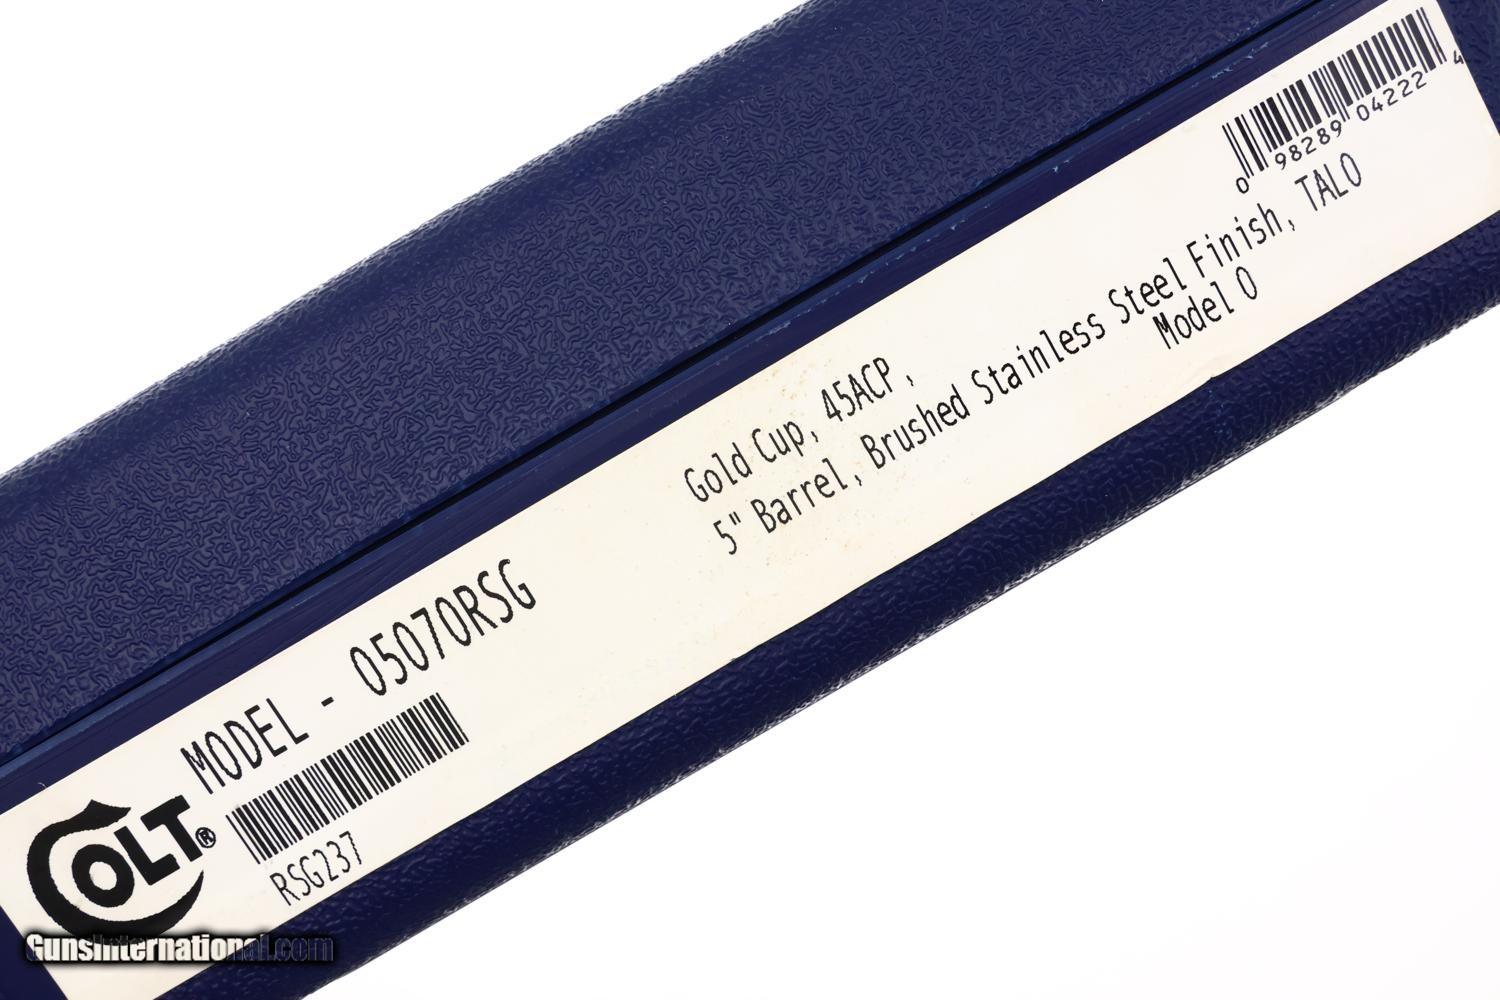 MODEL - 05070RSG
COLT®
RSG237
Gold Cup, 45ACP ,
5" Barrel, Brushed Stainless Steel Finish, TALO
Model O
0 98289 04222 4
GunsInternational.com